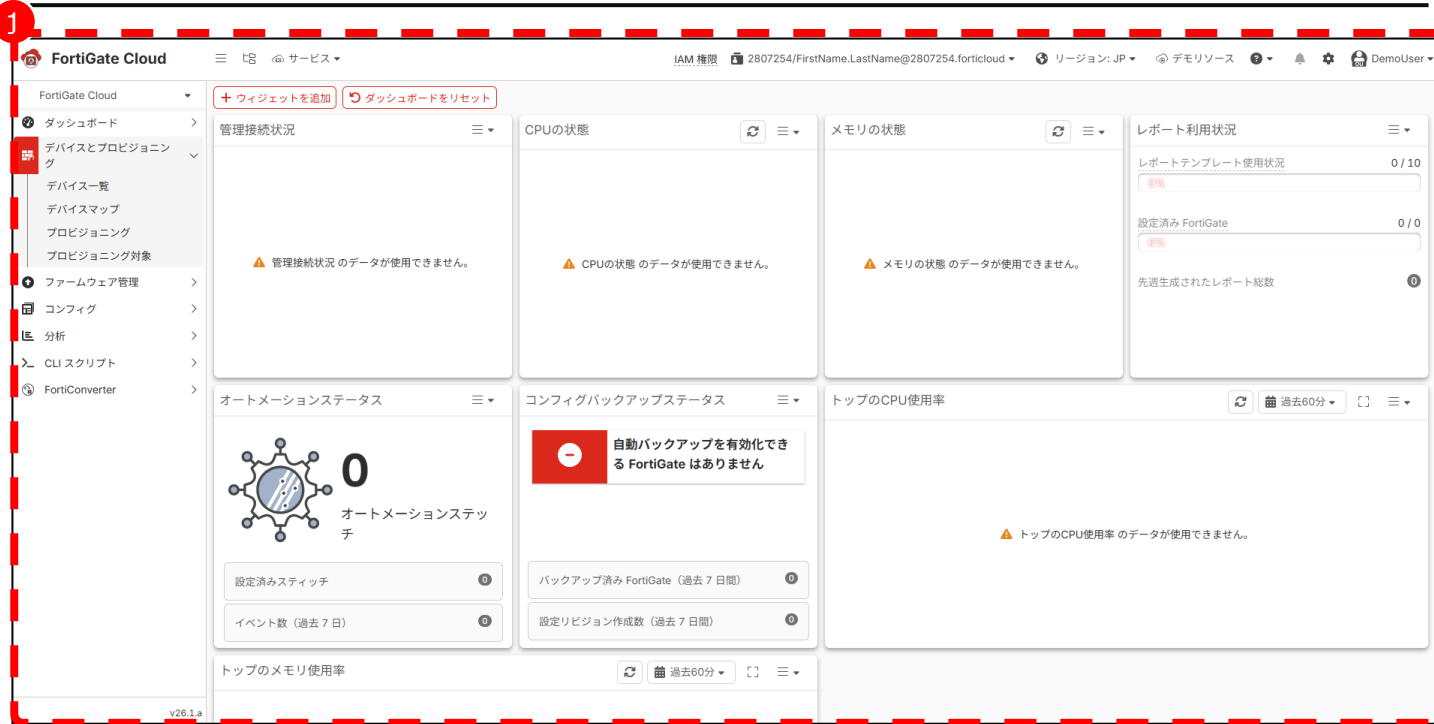 1
FortiGate Cloud
サービス
IAM 権限
2807254/FirstName.LastName@2807254.forticloud
リージョン: JP
デモリソース
DemoUser
FortiGate Cloud
ダッシュボード
デバイスとプロビジョニン
グ
デバイス一覧
デバイスマップ
プロビジョニング
プロビジョニング対象
ファームウェア管理
コンフィグ
分析
CLI スクリプト
FortiConverter
v26.1.a
ウィジェットを追加
ダッシュボードをリセット
管理接続状況
管理接続状況 のデータが使用できません。
CPUの状態
CPUの状態 のデータが使用できません。
メモリの状態
メモリの状態 のデータが使用できません。
レポート利用状況
レポートテンプレート使用状況 0 / 10
0%
設定済み FortiGate 0 / 0
0%
先週生成されたレポート総数 0
オートメーションステータス
0
オートメーションステッ
チ
設定済みスティッチ 0
イベント数（過去 7 日） 0
コンフィグバックアップステータス
自動バックアップを有効化でき
る FortiGate はありません
バックアップ済み FortiGate（過去 7 日間） 0
設定リビジョン作成数（過去 7 日間） 0
トップのCPU使用率
過去60分
トップのCPU使用率 のデータが使用できません。
トップのメモリ使用率
過去60分